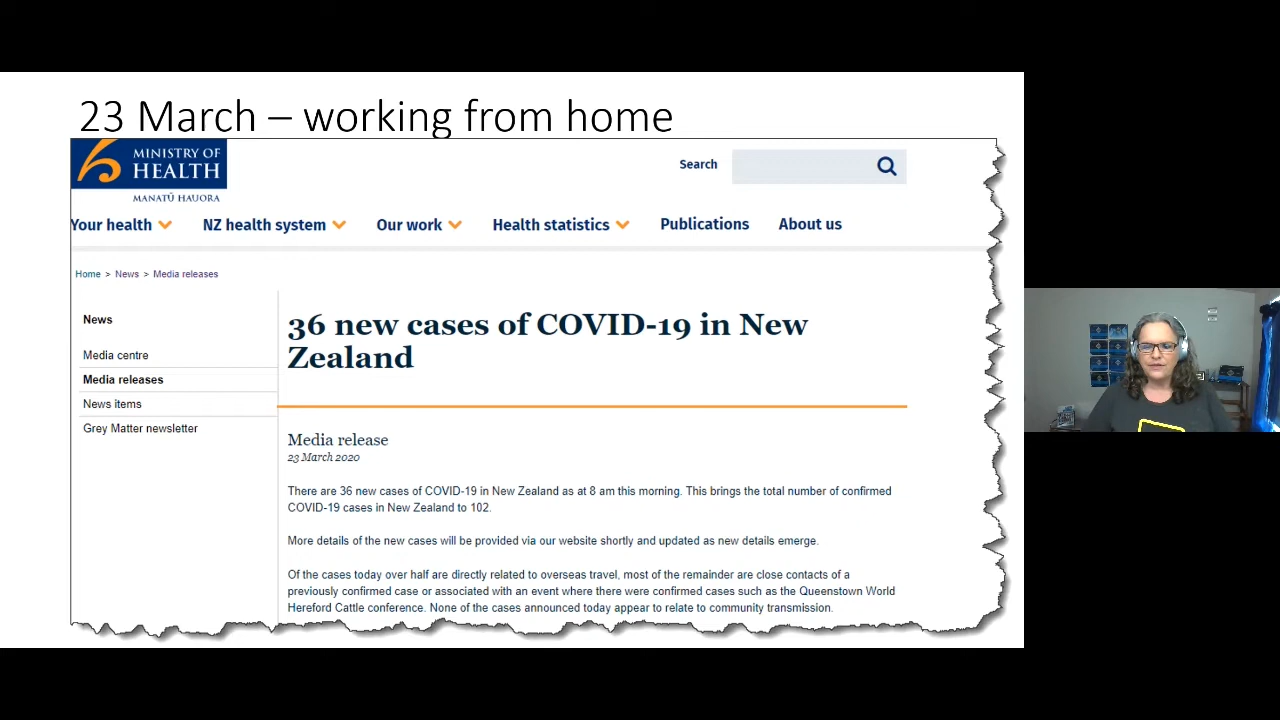 23 March – working from home
MINISTRY OF
HEALTH
MANATŪ HAUORA
Search
Your health
NZ health system
Our work
Health statistics
Publications
About us
Home > News > Media releases
News
Media centre
Media releases
News items
Grey Matter newsletter
36 new cases of COVID-19 in New
Zealand
Media release
23 March 2020
There are 36 new cases of COVID-19 in New Zealand as at 8 am this morning. This brings the total number of confirmed
COVID-19 cases in New Zealand to 102.
More details of the new cases will be provided via our website shortly and updated as new details emerge.
Of the cases today over half are directly related to overseas travel, most of the remainder are close contacts of a
previously confirmed case or associated with an event where there were confirmed cases such as the Queenstown World
Hereford Cattle conference. None of the cases announced today appear to relate to community transmission.